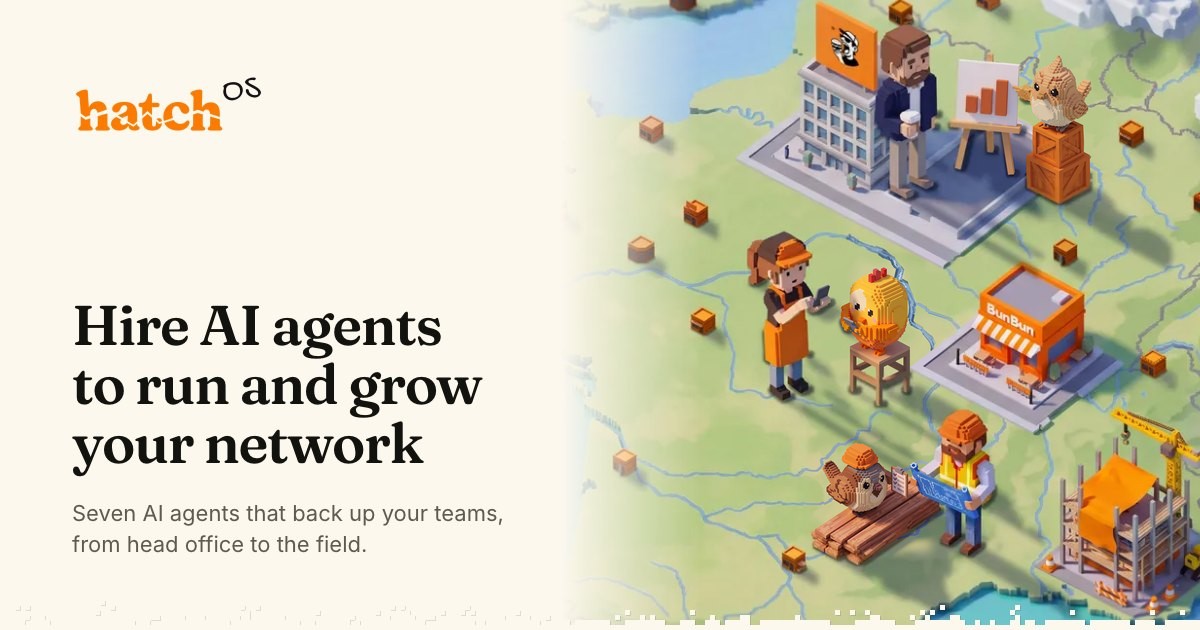 hatch OS
Hire AI agents
to run and grow
your network
Seven AI agents that back up your teams,
from head office to the field.
BunBun